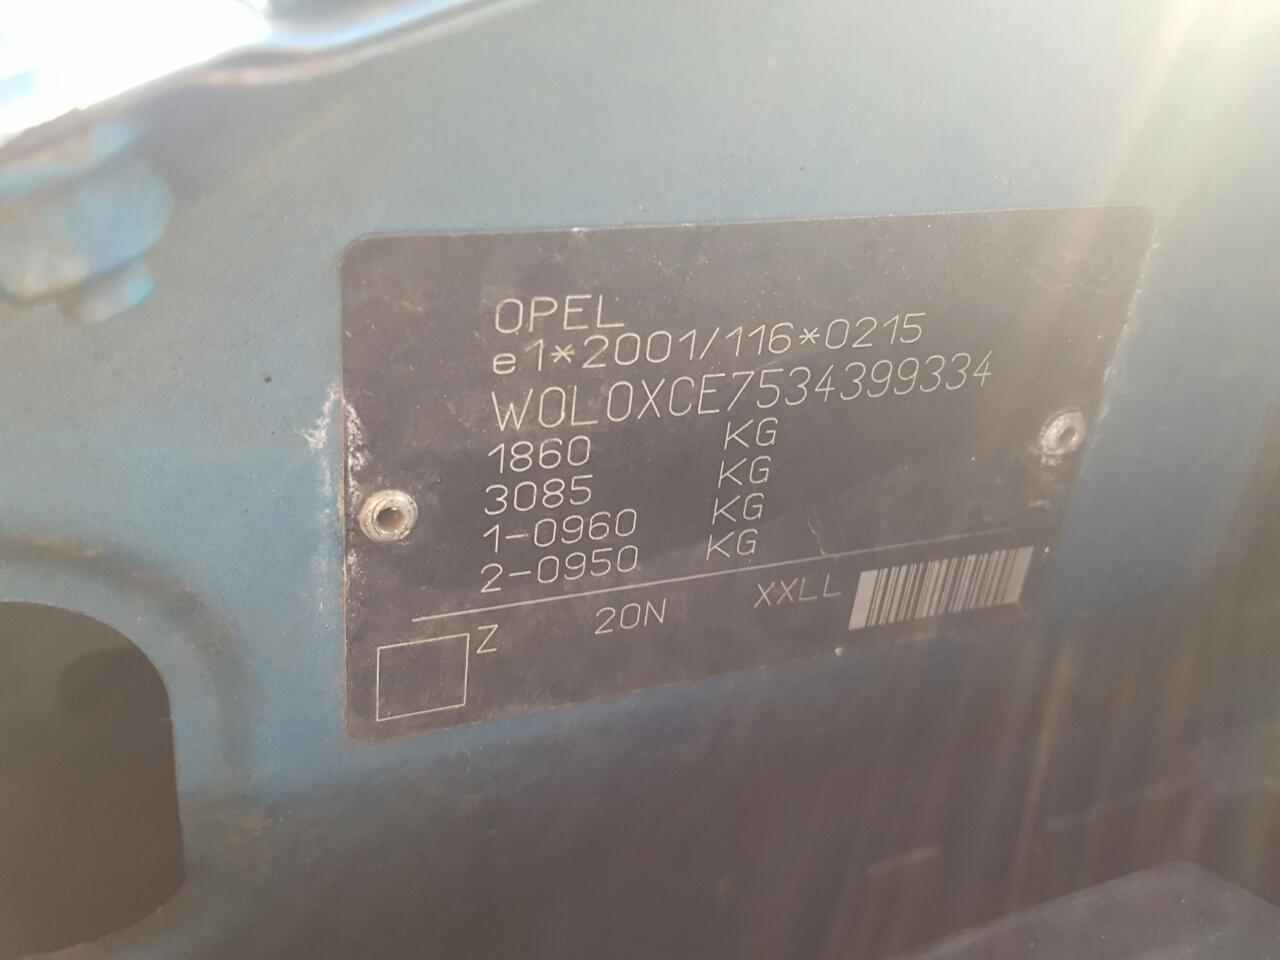 OPEL
e1*2001/116*0215
W0L0XCE7534399334
1860 KG
3085 KG
1-0960 KG
2-0950 KG
Z 20N XXLL